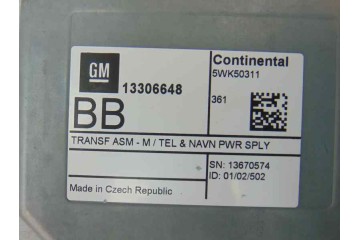 GM
13306648
BB
Continental
5WK50311
361
TRANSF ASM - M / TEL & NAVN PWR SPLY
SN: 13670574
ID: 01/02/502
Made in Czech Republic